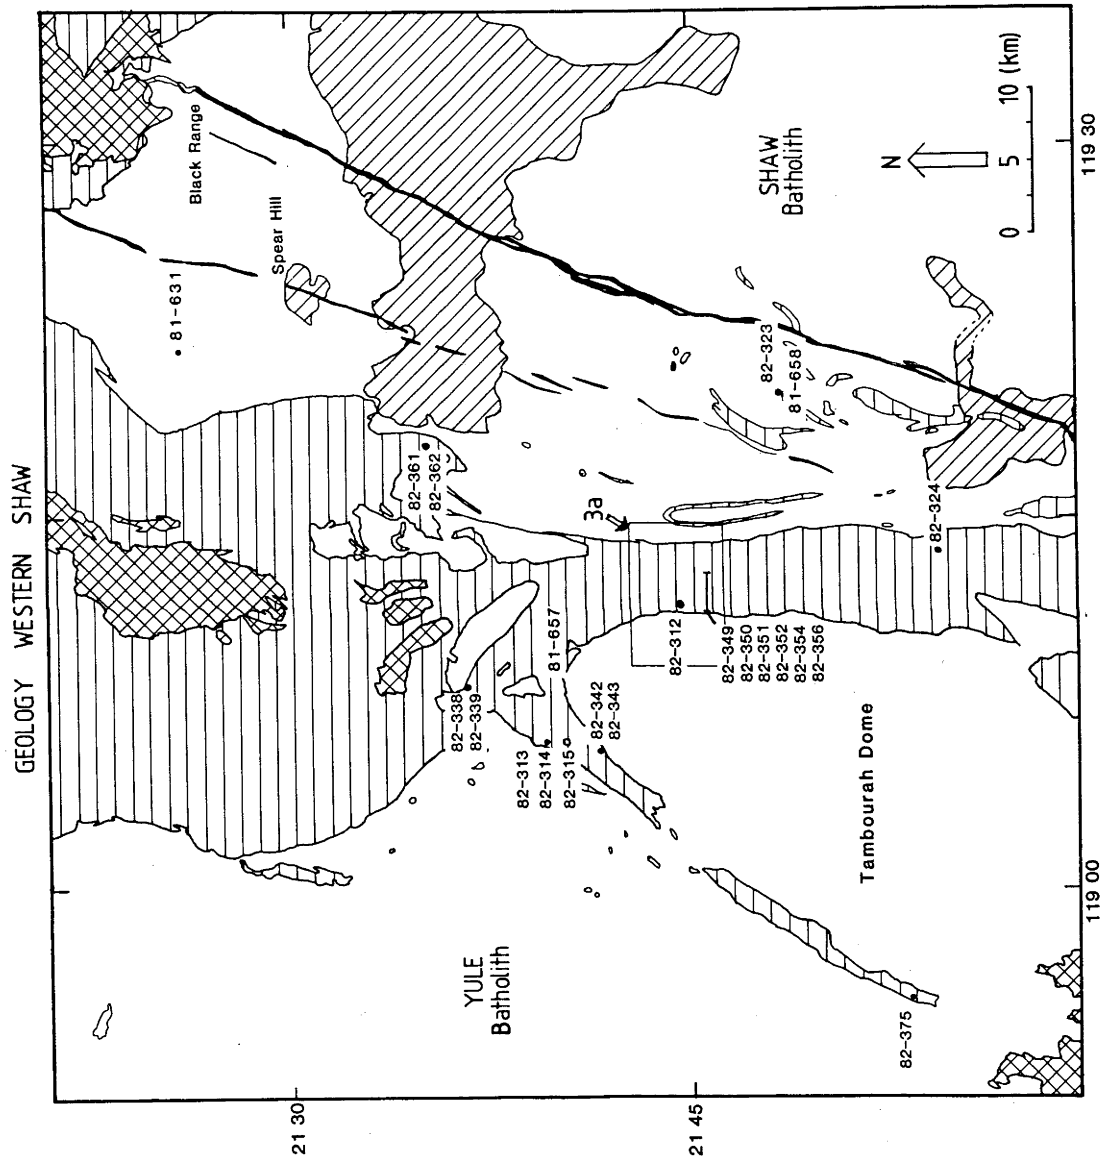 GEOLOGY WESTERN SHAW
Black Range
Spear Hill
81-631
SHAW
Batholith
N
0 5 10 (km)
119 30
82-323
81-658?
82-361
82-362
3a
82-324
81-657
82-312
82-349
82-350
82-351
82-352
82-354
82-356
82-338
82-339
82-342
82-343
82-313
82-314
82-315
Tambourah Dome
119 00
YULE
Batholith
82-375
21 30
21 45